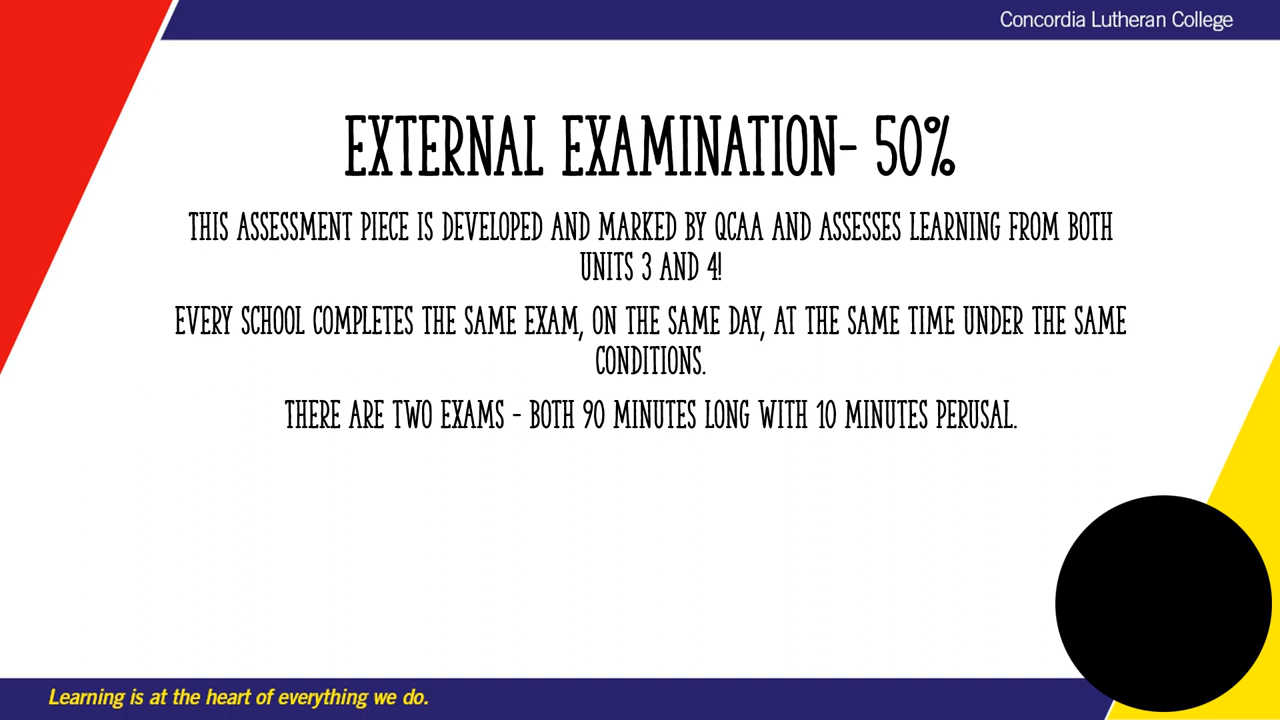 Concordia Lutheran College
EXTERNAL EXAMINATION- 50%
THIS ASSESSMENT PIECE IS DEVELOPED AND MARKED BY QCAA AND ASSESSES LEARNING FROM BOTH
UNITS 3 AND 4!
EVERY SCHOOL COMPLETES THE SAME EXAM, ON THE SAME DAY, AT THE SAME TIME UNDER THE SAME
CONDITIONS.
THERE ARE TWO EXAMS - BOTH 90 MINUTES LONG WITH 10 MINUTES PERUSAL.
Learning is at the heart of everything we do.